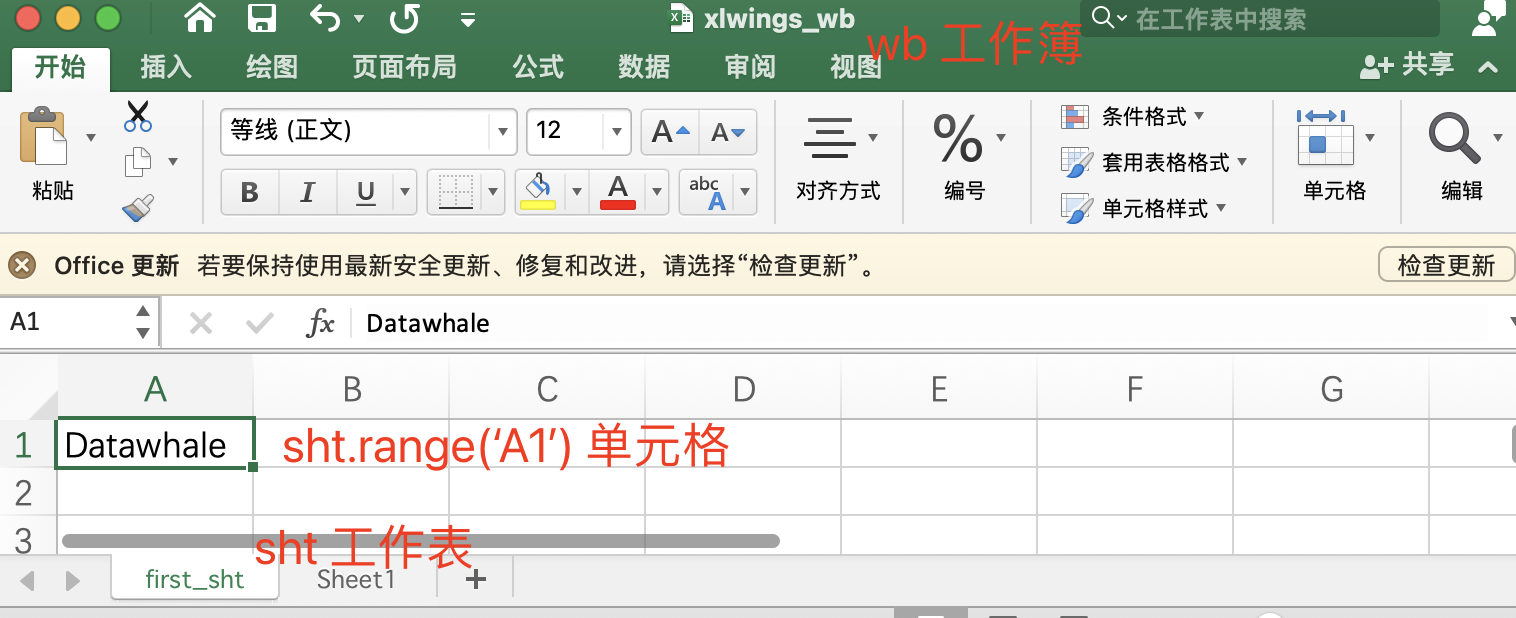 xlwings_wb
在工作表中搜索
wb 工作簿
开始 插入 绘图 页面布局 公式 数据 审阅 视图 共享
粘贴
等线 (正文) 12 A A
B I U A abc A
对齐方式
%
编号
条件格式
套用表格格式
单元格样式
单元格
编辑
Office 更新 若要保持使用最新安全更新、修复和改进，请选择“检查更新”。 检查更新
A1 fx Datawhale
A B C D E F G
1 Datawhale sht.range(‘A1’) 单元格
2
3
sht 工作表
first_sht Sheet1 +